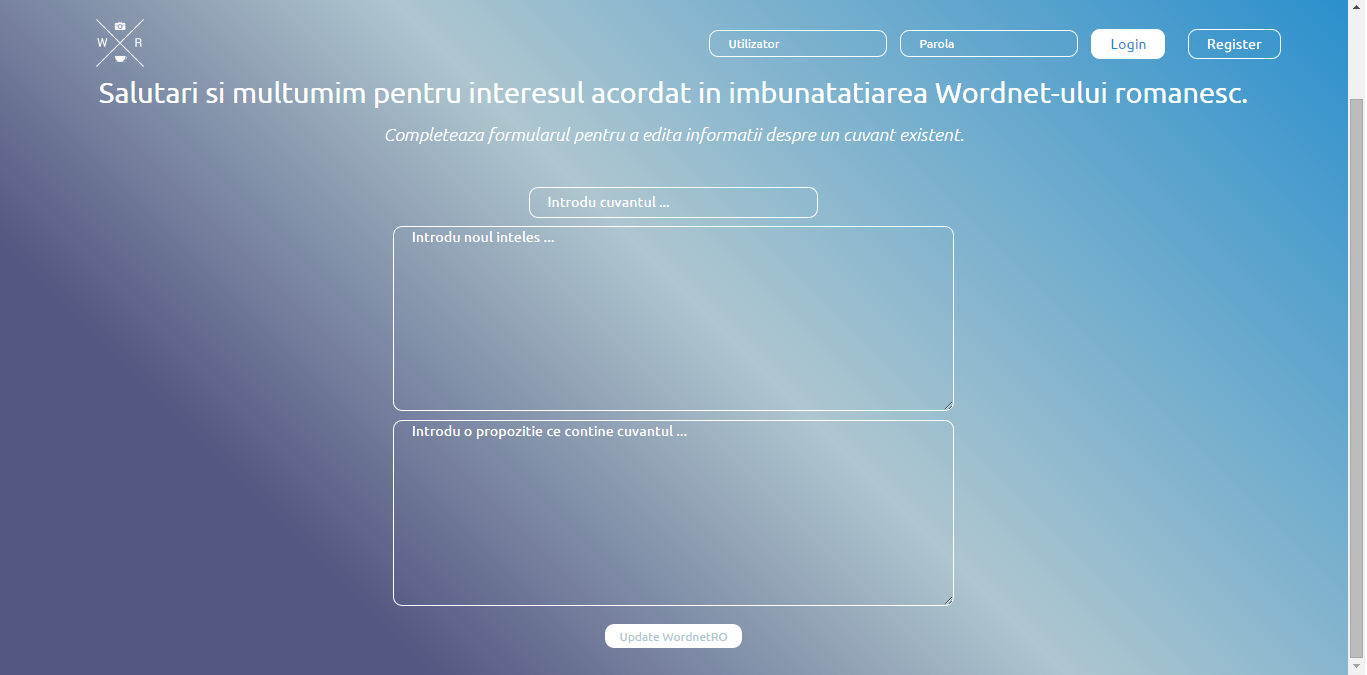 W R
Utilizator
Parola
Login
Register
Salutari si multumim pentru interesul acordat in imbunatatiarea Wordnet-ului romanesc.
Completeaza formularul pentru a edita informatii despre un cuvant existent.
Introdu cuvantul ...
Introdu noul inteles ...
Introdu o propozitie ce contine cuvantul ...
Update WordnetRO